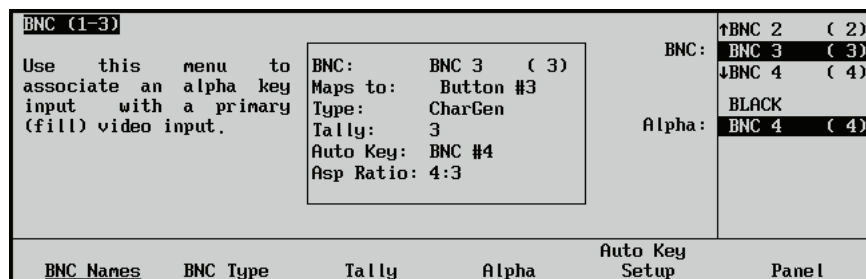 BNC (1-3)
Use this menu to
associate an alpha key
input with a primary
(fill) video input.
BNC: BNC 3 ( 3)
Maps to: Button #3
Type: CharGen
Tally: 3
Auto Key: BNC #4
Asp Ratio: 4:3
BNC:
↑BNC 2 ( 2)
BNC 3 ( 3)
↓BNC 4 ( 4)
Alpha:
BLACK
BNC 4 ( 4)
BNC Names BNC Type Tally Alpha Auto Key Setup Panel